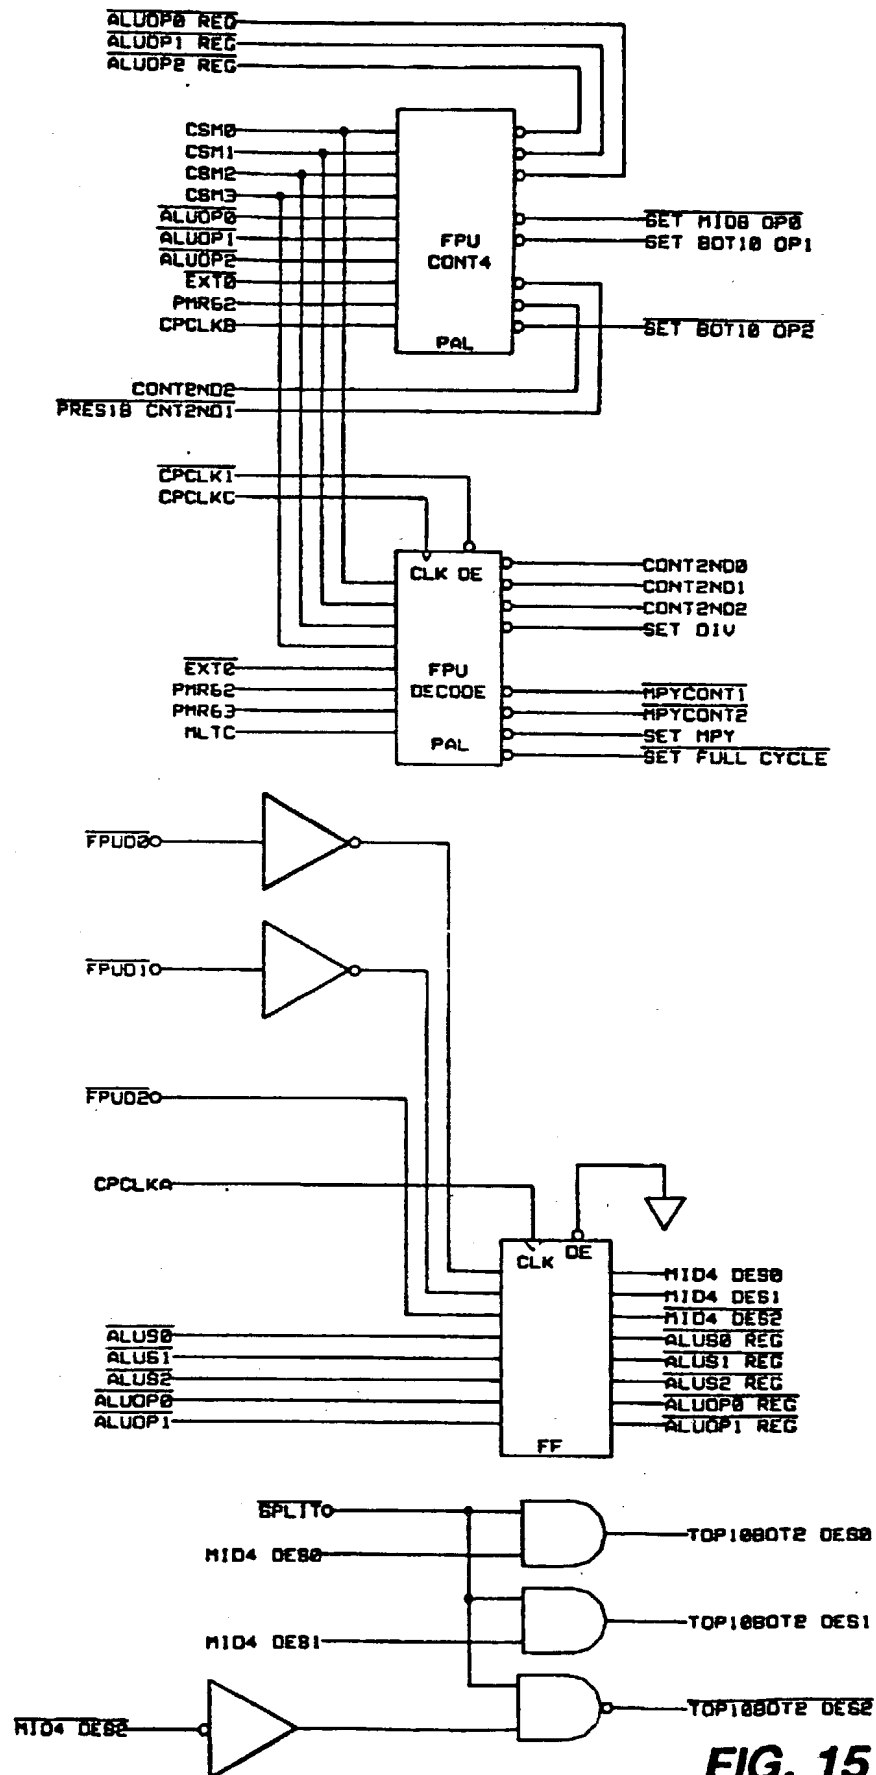 ALUOP0 REG
ALUOP1 REG
ALUOP2 REG
CSM0
CSM1
CSM2
CSM3
ALUOP0
ALUOP1
ALUOP2
EXT0
PMR62
CPCLKB
FPU
CONT4
PAL
SET MID8 OP0
SET BOT10 OP1
SET BOT10 OP2
CONT2ND2
PRES1B CNT2ND1
CPCLK1
CPCLKC
CLK OE
FPU
DECODE
PAL
EXT0
PMR62
PMR63
MLTC
CONT2ND0
CONT2ND1
CONT2ND2
SET DIV
MPYCONT1
MPYCONT2
SET MPY
SET FULL CYCLE
FPUD0
FPUD1
FPUD2
CPCLKA
CLK OE
FF
ALUS0
ALUS1
ALUS2
ALUOP0
ALUOP1
MID4 DES0
MID4 DES1
MID4 DES2
ALUS0 REG
ALUS1 REG
ALUS2 REG
ALUOP0 REG
ALUOP1 REG
SPLIT
MID4 DES0
TOP10BOT2 DES0
MID4 DES1
TOP10BOT2 DES1
MID4 DES2
TOP10BOT2 DES2
FIG. 15